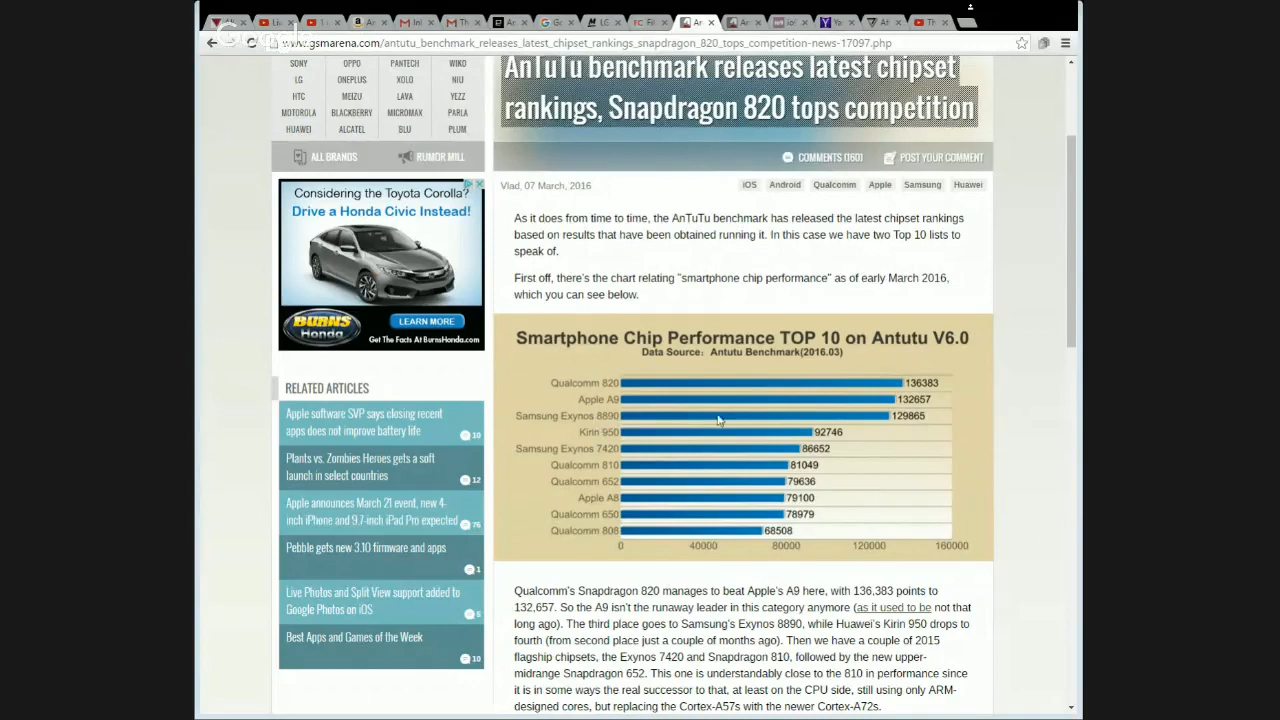 Google
www.gsmarena.com/antutu_benchmark_releases_latest_chipset_rankings_snapdragon_820_tops_competition-news-17097.php
SONY OPPO PANTECH WIKO
LG ONEPLUS XOLO NIU
HTC MEIZU LAVA YEZZ
MOTOROLA BLACKBERRY MICROMAX PARLA
HUAWEI ALCATEL BLU PLUM
ALL BRANDS RUMOR MILL
AnTuTu benchmark releases latest chipset
rankings, Snapdragon 820 tops competition
COMMENTS (160) POST YOUR COMMENT
Vlad, 07 March, 2016
iOS Android Qualcomm Apple Samsung Huawei
Considering the Toyota Corolla?
Drive a Honda Civic Instead!
BURNS
Honda
LEARN MORE
Get The Facts At BurnsHonda.com
As it does from time to time, the AnTuTu benchmark has released the latest chipset rankings
based on results that have been obtained running it. In this case we have two Top 10 lists to
speak of.
First off, there's the chart relating "smartphone chip performance" as of early March 2016,
which you can see below.
Smartphone Chip Performance TOP 10 on Antutu V6.0
Data Source: Antutu Benchmark(2016.03)
Qualcomm 820 136383
Apple A9 132657
Samsung Exynos 8890 129865
Kirin 950 92746
Samsung Exynos 7420 86652
Qualcomm 810 81049
Qualcomm 652 79636
Apple A8 79100
Qualcomm 650 78979
Qualcomm 808 68508
0 40000 80000 120000 160000
RELATED ARTICLES
Apple software SVP says closing recent
apps does not improve battery life
10
Plants vs. Zombies Heroes gets a soft
launch in select countries
12
Apple announces March 21 event, new 4-
inch iPhone and 9.7-inch iPad Pro expected
76
Pebble gets new 3.10 firmware and apps
1
Live Photos and Split View support added to
Google Photos on iOS
6
Best Apps and Games of the Week
10
Qualcomm's Snapdragon 820 manages to beat Apple's A9 here, with 136,383 points to
132,657. So the A9 isn't the runaway leader in this category anymore (as it used to be not that
long ago). The third place goes to Samsung's Exynos 8890, while Huawei's Kirin 950 drops to
fourth (from second place just a couple of months ago). Then we have a couple of 2015
flagship chipsets, the Exynos 7420 and Snapdragon 810, followed by the new upper-
midrange Snapdragon 652. This one is understandably close to the 810 in performance since
it is in some ways the real successor to that, at least on the CPU side, still using only ARM-
designed cores, but replacing the Cortex-A57s with the newer Cortex-A72s.